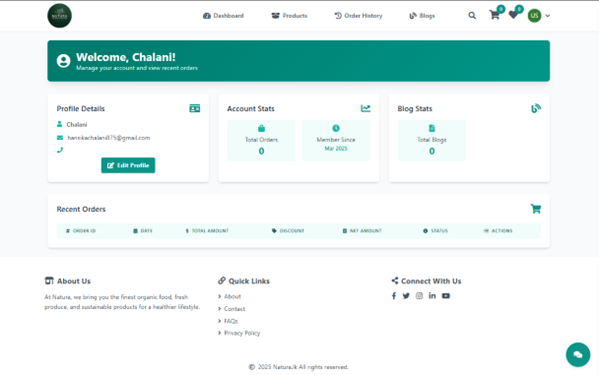 Dashboard Products Order History Blogs 0 0 US
Welcome, Chalani!
Manage your account and view recent orders
Profile Details
Chalani
hansikachalani875@gmail.com
Edit Profile
Account Stats
Total Orders
0
Member Since
Mar 2025
Blog Stats
Total Blogs
0
Recent Orders
# ORDER ID DATE $ TOTAL AMOUNT DISCOUNT NET AMOUNT STATUS ACTIONS
About Us
At Natura, we bring you the finest organic food, fresh
produce, and sustainable products for a healthier lifestyle.
Quick Links
About
Contact
FAQs
Privacy Policy
Connect With Us
© 2025 Natura.lk All rights reserved.